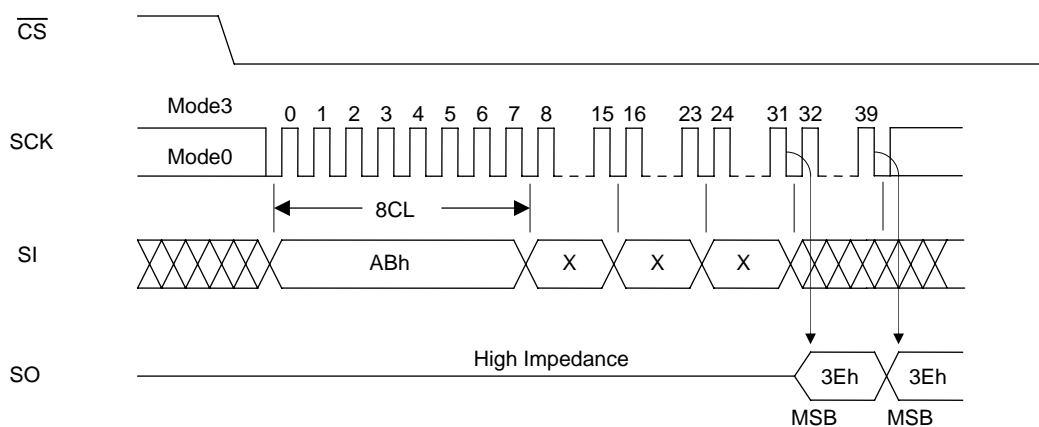 CS
Mode3
0 1 2 3 4 5 6 7 8 15 16 23 24 31 32 39
SCK
Mode0
8CL
SI
ABh X X X
High Impedance
SO
3Eh 3Eh
MSB MSB